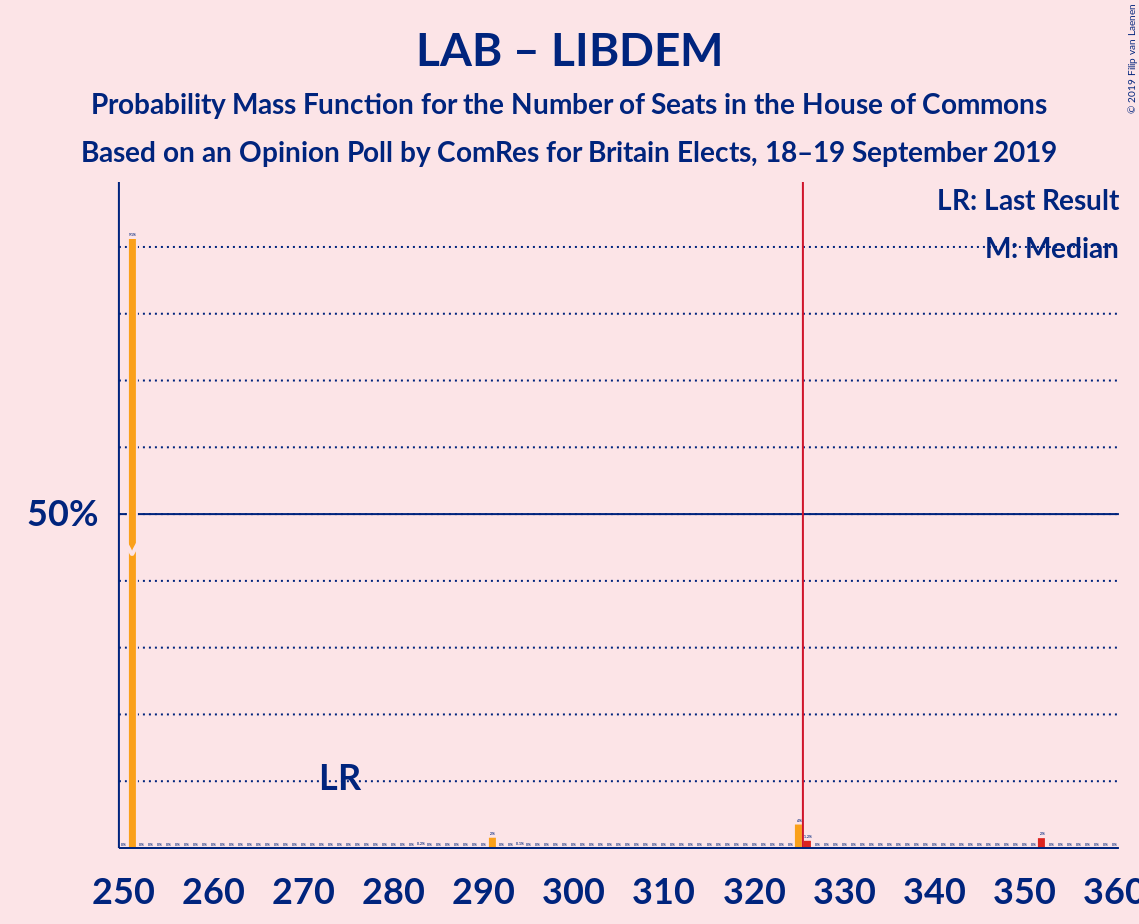 LAB – LIBDEM
Probability Mass Function for the Number of Seats in the House of Commons
Based on an Opinion Poll by ComRes for Britain Elects, 18–19 September 2019
© 2019 Filip van Laenen
LR: Last Result
M: Median
50%
LR
250 260 270 280 290 300 310 320 330 340 350 360